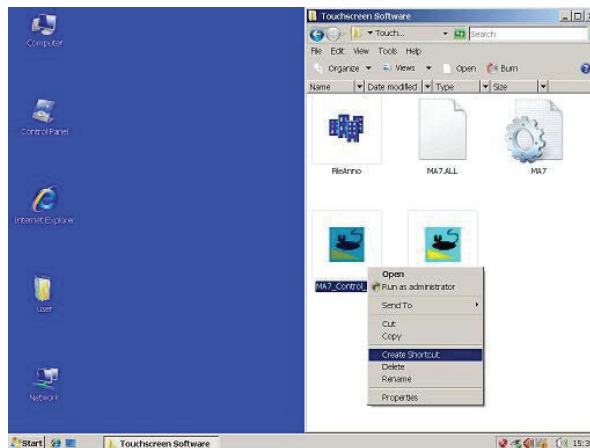 Computer
Control Panel
Internet Explorer
User
Network
Touchscreen Software
Touch...
Search
File Edit View Tools Help
Organize Views Open Burn
Name Date modified Type Size
FileAnno
MA7.ALL
MA7
MA7_Control_
Open
Run as administrator
Send To
Cut
Copy
Create Shortcut
Delete
Rename
Properties
Start
Touchscreen Software